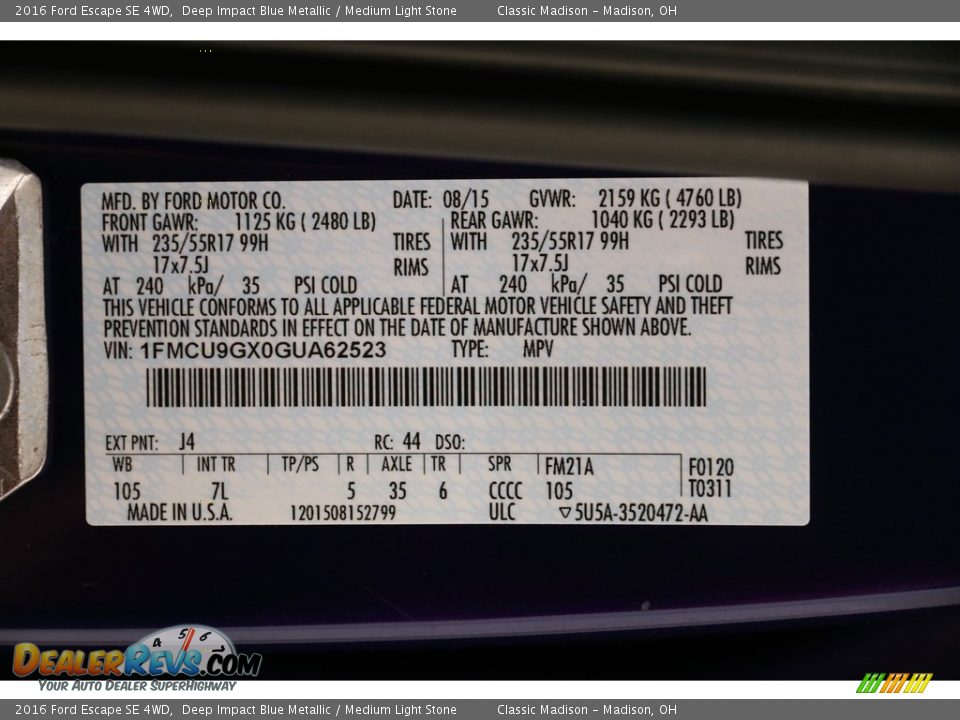 2016 Ford Escape SE 4WD, Deep Impact Blue Metallic / Medium Light Stone Classic Madison – Madison, OH
MFD. BY FORD MOTOR CO. DATE: 08/15 GVWR: 2159 KG ( 4760 LB)
FRONT GAWR: 1125 KG ( 2480 LB) REAR GAWR: 1040 KG ( 2293 LB)
WITH 235/55R17 99H TIRES WITH 235/55R17 99H TIRES
17x7.5J RIMS 17x7.5J RIMS
AT 240 kPa/ 35 PSI COLD AT 240 kPa/ 35 PSI COLD
THIS VEHICLE CONFORMS TO ALL APPLICABLE FEDERAL MOTOR VEHICLE SAFETY AND THEFT
PREVENTION STANDARDS IN EFFECT ON THE DATE OF MANUFACTURE SHOWN ABOVE.
VIN: 1FMCU9GX0GUA62523 TYPE: MPV
EXT PNT: J4 RC: 44 DSO:
WB INT TR TP/PS R AXLE TR SPR FM21A F0120
105 7L 5 35 6 CCCC 105 T0311
MADE IN U.S.A. 1201508152799 ULC ▽5U5A-3520472-AA
4 5 6
DEALERREVS.COM
YOUR AUTO DEALER SUPERHIGHWAY
2016 Ford Escape SE 4WD, Deep Impact Blue Metallic / Medium Light Stone Classic Madison – Madison, OH